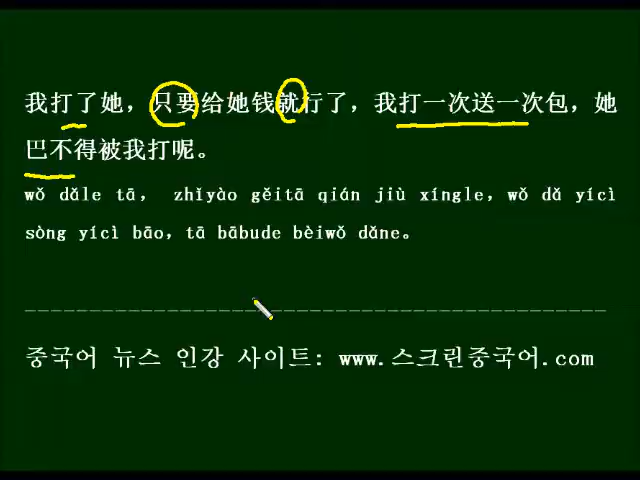 我打了她，只要给她钱就行了，我打一次送一次包，她
巴不得被我打呢。
wǒ dǎle tā， zhǐyào gěitā qián jiù xíngle，wǒ dǎ yícì
sòng yícì bāo，tā bābude bèiwǒ dǎne。
중국어 뉴스 인강 사이트: www.스크린중국어.com